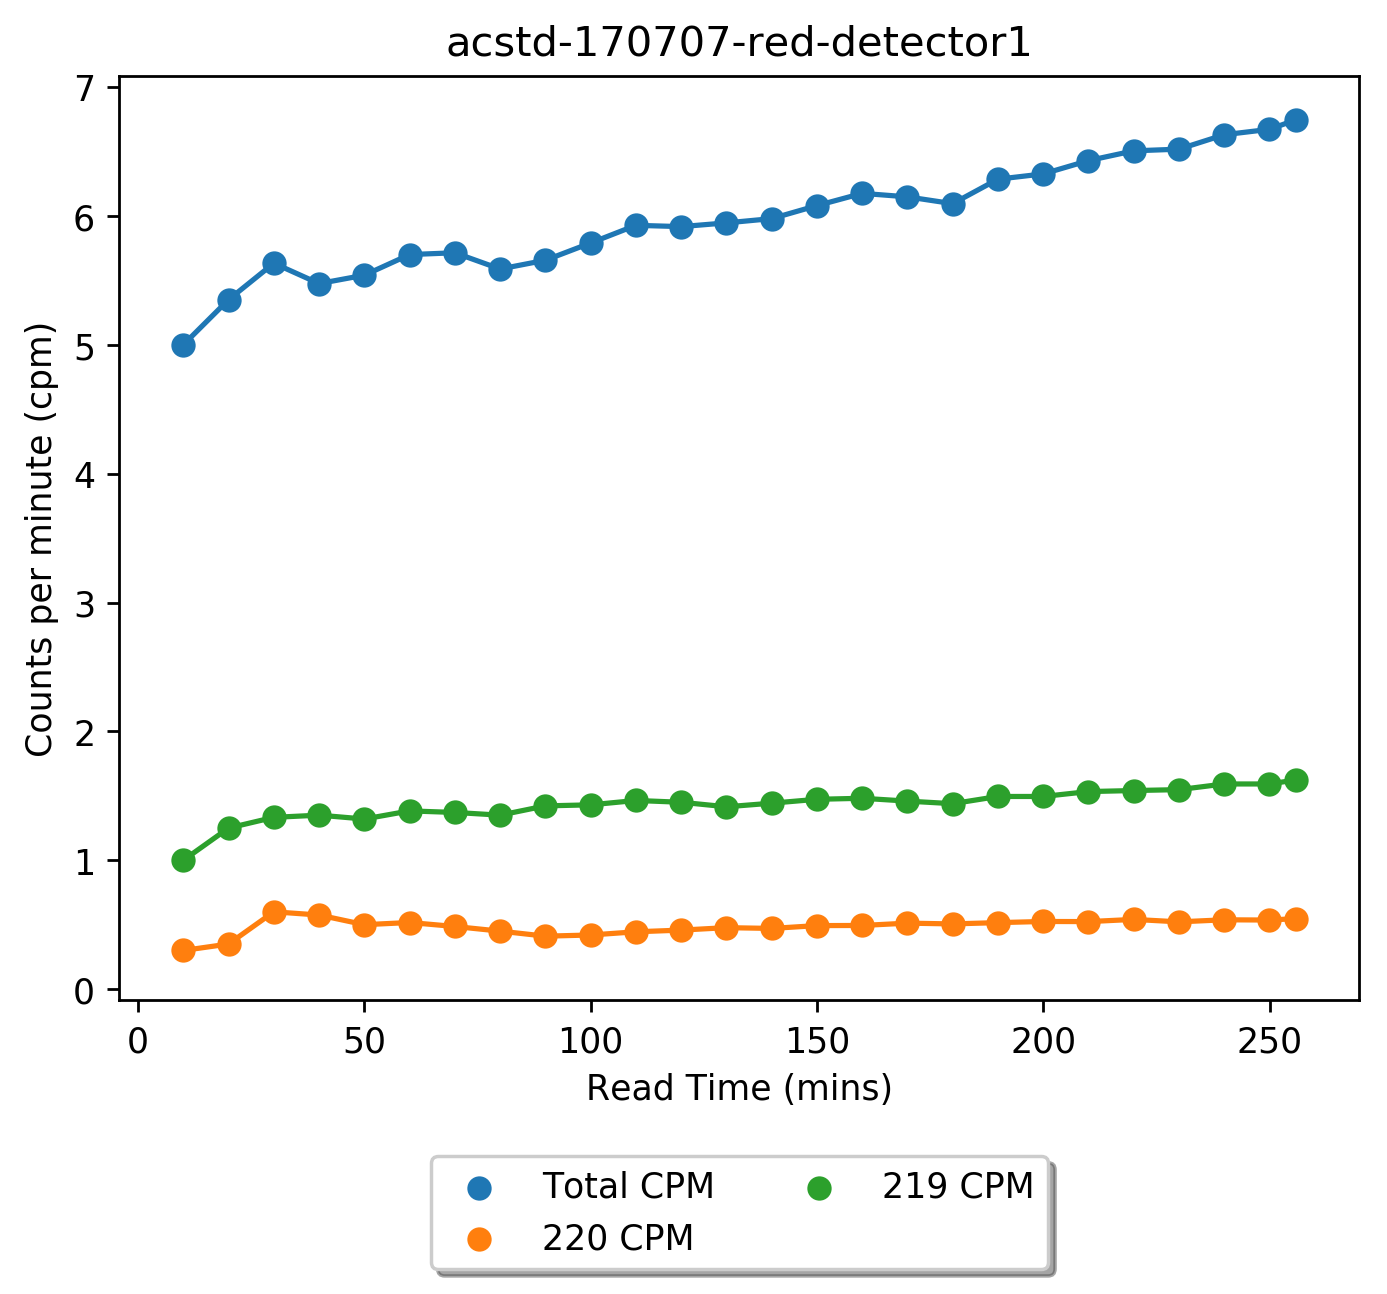 acstd-170707-red-detector1
Counts per minute (cpm)
7
6
5
4
3
2
1
0
0 50 100 150 200 250
Read Time (mins)
Total CPM 219 CPM
220 CPM